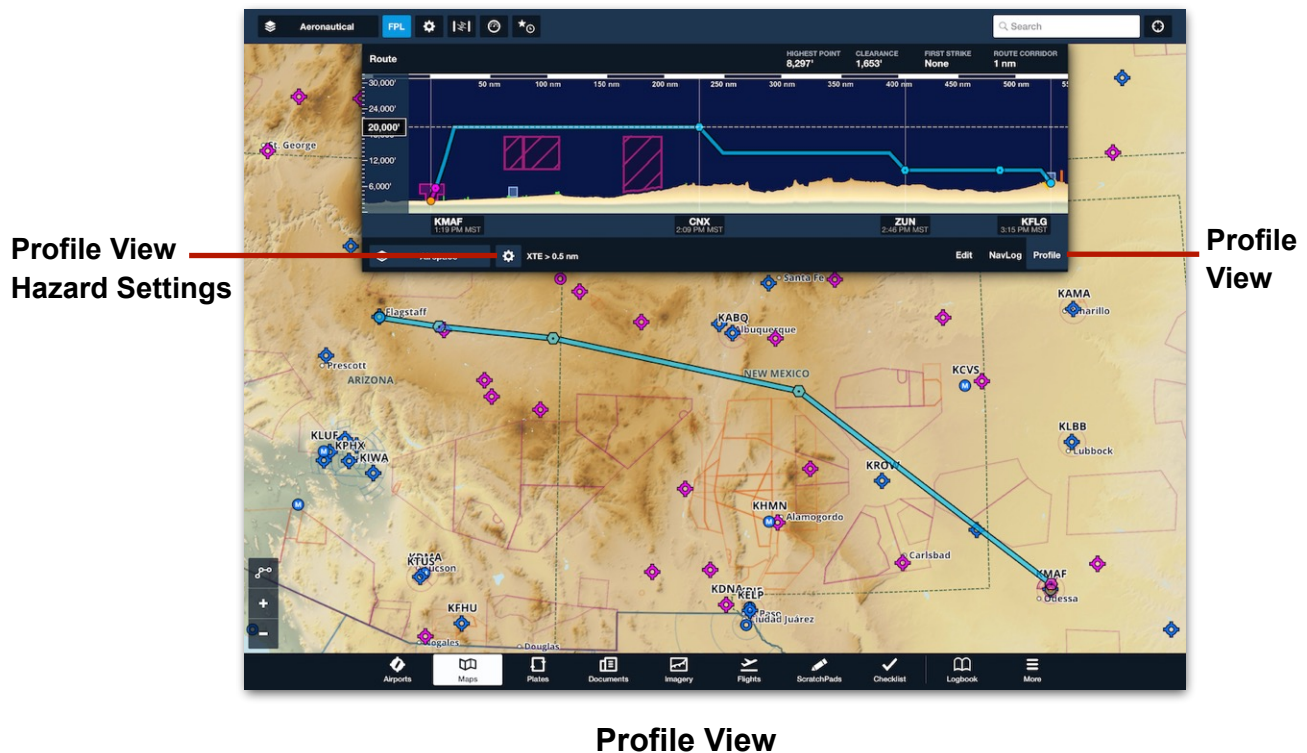 Aeronautical FPL Search
Route
HIGHEST POINT CLEARANCE FIRST STRIKE ROUTE CORRIDOR
8,297' 1,653' None 1 nm
30,000' 50 nm 100 nm 150 nm 200 nm 250 nm 300 nm 350 nm 400 nm 450 nm 500 nm
24,000'
20,000'
12,000'
6,000'
KMAF CNX ZUN KFLG
1:19 PM MST 2:09 PM MST 2:46 PM MST 3:15 PM MST
XTE > 0.5 nm Edit NavLog Profile
Profile View
Hazard Settings
Profile
View
St. George
Santa Fe
KAMA
Amarillo
Flagstaff
KABQ
Albuquerque
Prescott
ARIZONA
NEW MEXICO
KCVS
KLUF
KPHX
KIWA
KLBB
Lubbock
KROW
KHMN
Alamogordo
M
Carlsbad
KDMA
KTUS
Tucson
KMAF
Odessa
KELP
Paso
Ciudad Juárez
KFHU
Nogales
Douglas
Airports Maps Plates Documents Imagery Flights ScratchPads Checklist Logbook More
Profile View